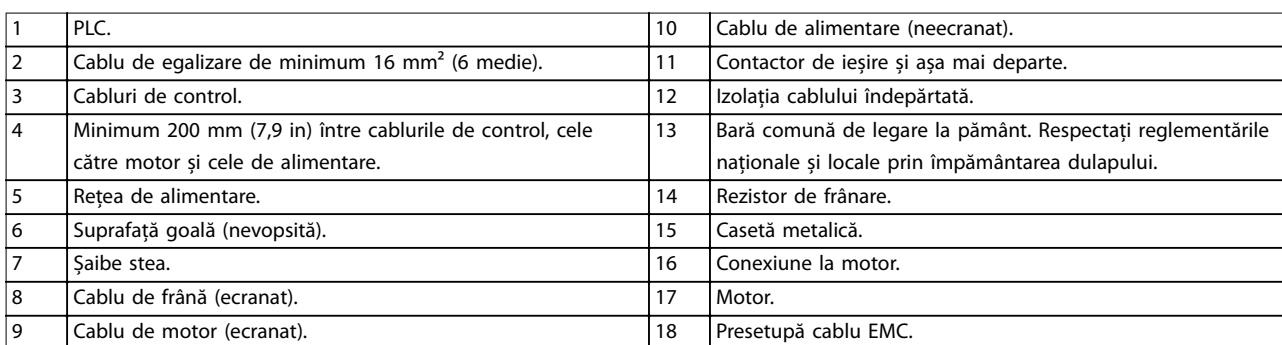 1 PLC. 10 Cablu de alimentare (neecranat).
2 Cablu de egalizare de minimum 16 mm² (6 medie). 11 Contactor de ieșire și așa mai departe.
3 Cabluri de control. 12 Izolația cablului îndepărtată.
4 Minimum 200 mm (7,9 in) între cablurile de control, cele 13 Bară comună de legare la pământ. Respectați reglementările
către motor și cele de alimentare. naționale și locale prin împământarea dulapului.
5 Rețea de alimentare. 14 Rezistor de frânare.
6 Suprafață goală (nevopsită). 15 Casetă metalică.
7 Șaibe stea. 16 Conexiune la motor.
8 Cablu de frână (ecranat). 17 Motor.
9 Cablu de motor (ecranat). 18 Presetupă cablu EMC.